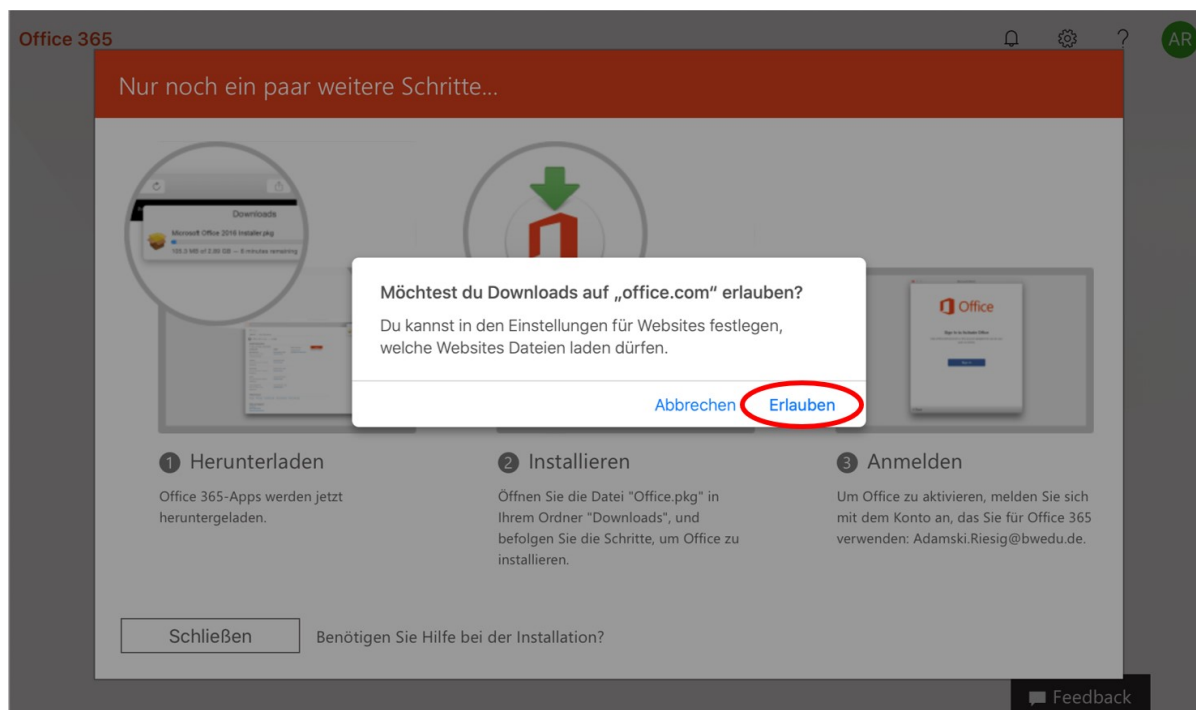 Office 365
?
AR
Nur noch ein paar weitere Schritte...
Downloads
Microsoft Office 2016 Installer.pkg
Möchtest du Downloads auf „office.com“ erlauben?
Du kannst in den Einstellungen für Websites festlegen,
welche Websites Dateien laden dürfen.
Abbrechen
Erlauben
Office
Sign in to Activate Office
1 Herunterladen
Office 365-Apps werden jetzt
heruntergeladen.
2 Installieren
Öffnen Sie die Datei "Office.pkg" in
Ihrem Ordner "Downloads", und
befolgen Sie die Schritte, um Office zu
installieren.
3 Anmelden
Um Office zu aktivieren, melden Sie sich
mit dem Konto an, das Sie für Office 365
verwenden: Adamski.Riesig@bwedu.de.
Schließen
Benötigen Sie Hilfe bei der Installation?
Feedback